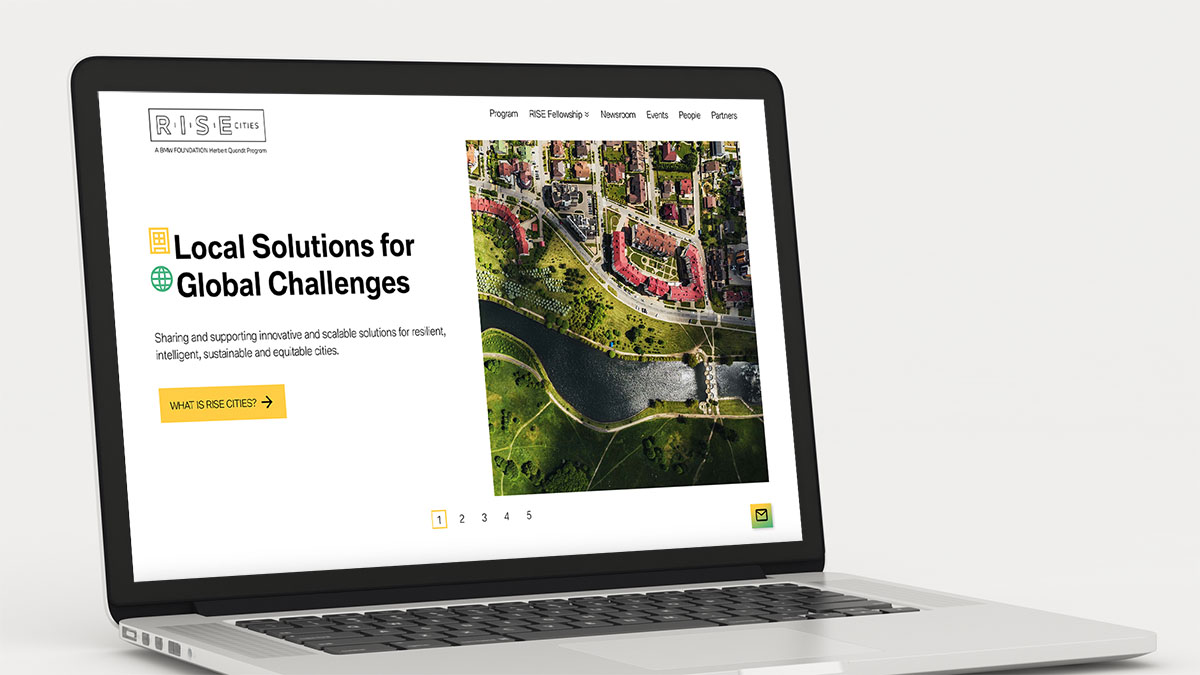 R·I·S·E CITIES
A BMW FOUNDATION Herbert Quandt Program
Program RISE Fellowship Newsroom Events People Partners
Local Solutions for
Global Challenges
Sharing and supporting innovative and scalable solutions for resilient,
intelligent, sustainable and equitable cities.
WHAT IS RISE CITIES?
1 2 3 4 5